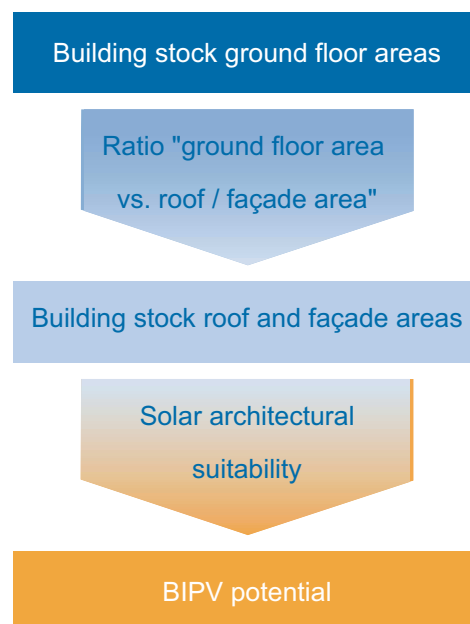 Building stock ground floor areas
Ratio "ground floor area
vs. roof / façade area"
Building stock roof and façade areas
Solar architectural
suitability
BIPV potential